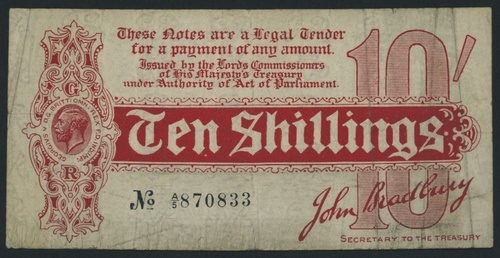 These Notes are a Legal Tender
for a payment of any amount.
Issued by the Lords Commissioners
of His Majesty's Treasury
under Authority of Act of Parliament.
10/
G
R
Ten Shillings
No A/5 870833
John Bradbury
SECRETARY TO THE TREASURY